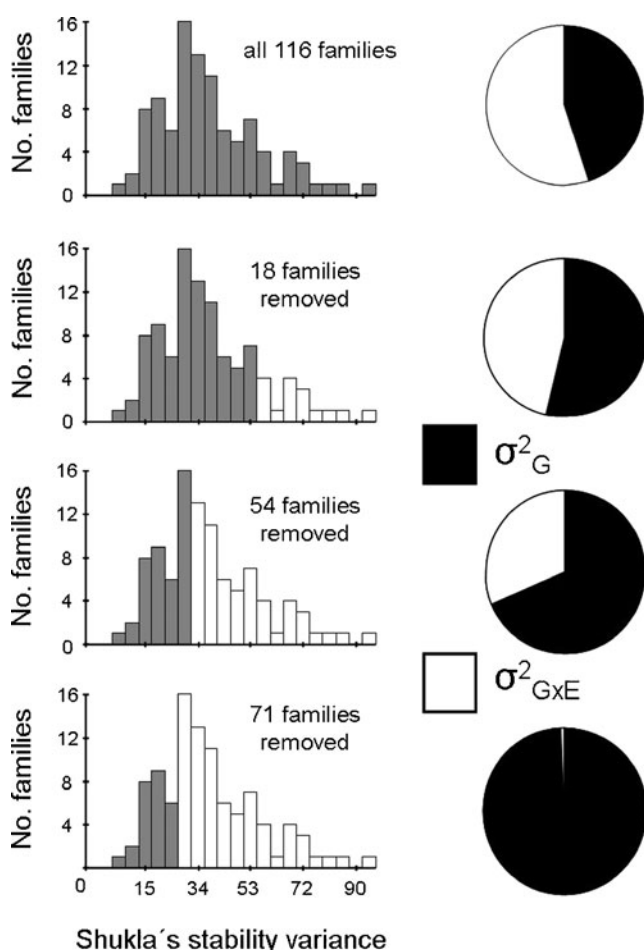 No. families
16
12
8
4
0
all 116 families
No. families
16
12
8
4
0
18 families
removed
σ²G
No. families
16
12
8
4
0
54 families
removed
σ²GxE
No. families
16
12
8
4
71 families
removed
0 15 34 53 72 90
Shukla´s stability variance